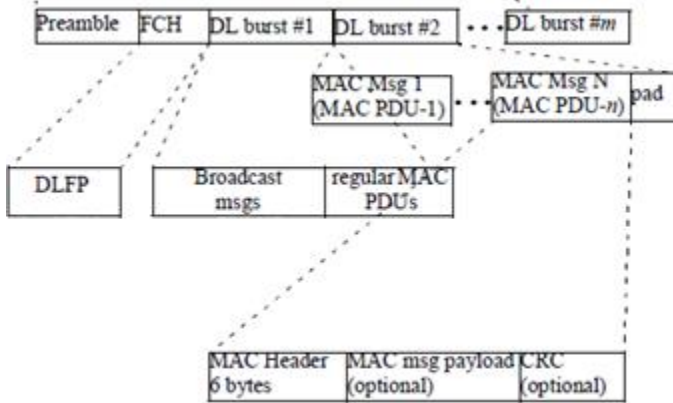 Preamble FCH DL burst #1 DL burst #2 DL burst #m
MAC Msg 1
(MAC PDU-1)
MAC Msg N
(MAC PDU-n)
pad
DLFP
Broadcast
msgs
regular MAC
PDUs
MAC Header
6 bytes
MAC msg payload
(optional)
CRC
(optional)